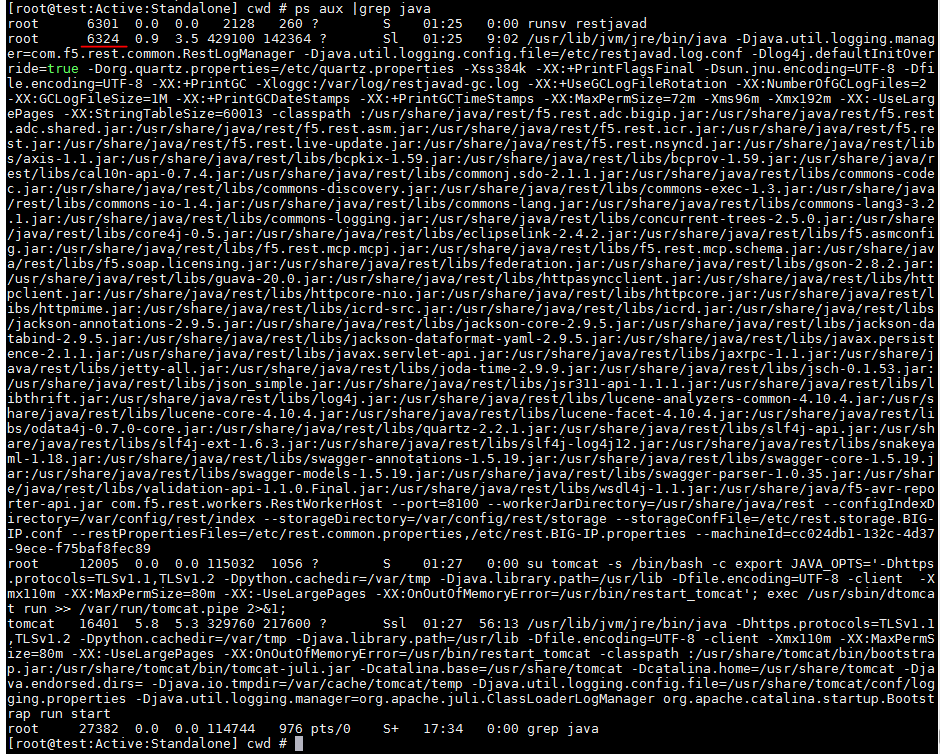 [root@test:Active:Standalone] cwd # ps aux |grep java
root      6301  0.0  0.0   2128   260 ?        S    01:25   0:00 runsv restjavad
root      6324  0.9  3.5 429100 142364 ?       Sl   01:25   9:02 /usr/lib/jvm/jre/bin/java -Djava.util.logging.mana
er=com.f5.rest.common.RestLogManager -Djava.util.logging.config.file=/etc/restjavad.log.conf -Dlog4j.defaultInitOver
ride=true -Dorg.quartz.properties=/etc/quartz.properties -Xss384k -XX:+PrintFlagsFinal -Dsun.jnu.encoding=UTF-8 -Dfi
le.encoding=UTF-8 -XX:+PrintGC -Xloggc:/var/log/restjavad-gc.log -XX:+UseGCLogFileRotation -XX:NumberOfGCLogFiles=2
-XX:GCLogFileSize=1M -XX:+PrintGCDateStamps -XX:+PrintGCTimeStamps -XX:MaxPermSize=72m -Xms96m -Xmx192m -XX:-UseLarg
ePages -XX:StringTableSize=60013 -classpath :/usr/share/java/rest/f5.rest.adc.bigip.jar:/usr/share/java/rest/f5.rest
.adc.shared.jar:/usr/share/java/rest/f5.rest.asm.jar:/usr/share/java/rest/f5.rest.icr.jar:/usr/share/java/rest/f5.re
st.jar:/usr/share/java/rest/f5.rest.live-update.jar:/usr/share/java/rest/f5.rest.nsyncd.jar:/usr/share/java/rest/lib
s/axis-1.1.jar:/usr/share/java/rest/libs/bcpkix-1.59.jar:/usr/share/java/rest/libs/bcprov-1.59.jar:/usr/share/java/r
est/libs/cal10n-api-0.7.4.jar:/usr/share/java/rest/libs/commonj.sdo-2.1.1.jar:/usr/share/java/rest/libs/commons-code
c.jar:/usr/share/java/rest/libs/commons-discovery.jar:/usr/share/java/rest/libs/commons-exec-1.3.jar:/usr/share/java
/rest/libs/commons-io-1.4.jar:/usr/share/java/rest/libs/commons-lang.jar:/usr/share/java/rest/libs/commons-lang3-3.2
.1.jar:/usr/share/java/rest/libs/commons-logging.jar:/usr/share/java/rest/libs/concurrent-trees-2.5.0.jar:/usr/share
/java/rest/libs/core4j-0.5.jar:/usr/share/java/rest/libs/eclipselink-2.4.2.jar:/usr/share/java/rest/libs/f5.asmconfi
g.jar:/usr/share/java/rest/libs/f5.rest.mcp.mcpj.jar:/usr/share/java/rest/libs/f5.rest.mcp.schema.jar:/usr/share/jav
a/rest/libs/f5.soap.licensing.jar:/usr/share/java/rest/libs/federation.jar:/usr/share/java/rest/libs/gson-2.8.2.jar:
/usr/share/java/rest/libs/guava-20.0.jar:/usr/share/java/rest/libs/httpasyncclient.jar:/usr/share/java/rest/libs/htt
pclient.jar:/usr/share/java/rest/libs/httpcore-nio.jar:/usr/share/java/rest/libs/httpcore.jar:/usr/share/java/rest/l
ibs/httpmime.jar:/usr/share/java/rest/libs/icrd-src.jar:/usr/share/java/rest/libs/icrd.jar:/usr/share/java/rest/libs
/jackson-annotations-2.9.5.jar:/usr/share/java/rest/libs/jackson-core-2.9.5.jar:/usr/share/java/rest/libs/jackson-da
tabind-2.9.5.jar:/usr/share/java/rest/libs/jackson-dataformat-yaml-2.9.5.jar:/usr/share/java/rest/libs/javax.persist
ence-2.1.1.jar:/usr/share/java/rest/libs/javax.servlet-api.jar:/usr/share/java/rest/libs/jaxrpc-1.1.jar:/usr/share/j
ava/rest/libs/jetty-all.jar:/usr/share/java/rest/libs/joda-time-2.9.9.jar:/usr/share/java/rest/libs/jsch-0.1.53.jar:
/usr/share/java/rest/libs/json_simple.jar:/usr/share/java/rest/libs/jsr311-api-1.1.1.jar:/usr/share/java/rest/libs/l
ibthrift.jar:/usr/share/java/rest/libs/log4j.jar:/usr/share/java/rest/libs/lucene-analyzers-common-4.10.4.jar:/usr/s
hare/java/rest/libs/lucene-core-4.10.4.jar:/usr/share/java/rest/libs/lucene-facet-4.10.4.jar:/usr/share/java/rest/li
bs/odata4j-0.7.0-core.jar:/usr/share/java/rest/libs/quartz-2.2.1.jar:/usr/share/java/rest/libs/slf4j-api.jar:/usr/sh
are/java/rest/libs/slf4j-ext-1.6.3.jar:/usr/share/java/rest/libs/slf4j-log4j12.jar:/usr/share/java/rest/libs/snakeya
ml-1.18.jar:/usr/share/java/rest/libs/swagger-annotations-1.5.19.jar:/usr/share/java/rest/libs/swagger-core-1.5.19.j
ar:/usr/share/java/rest/libs/swagger-models-1.5.19.jar:/usr/share/java/rest/libs/swagger-parser-1.0.35.jar:/usr/shar
e/java/rest/libs/validation-api-1.1.0.Final.jar:/usr/share/java/rest/libs/wsdl4j-1.1.jar:/usr/share/java/f5-avr-repo
rter-api.jar com.f5.rest.workers.RestWorkerHost --port=8100 --workerJarDirectory=/usr/share/java/rest --configIndexD
irectory=/var/config/rest/index --storageDirectory=/var/config/rest/storage --storageConfFile=/etc/rest.storage.BIG-
IP.conf --restPropertiesFiles=/etc/rest.common.properties,/etc/rest.BIG-IP.properties --machineId=cc024db1-132c-4d37
-9ece-f75baf8fec89
root     12005  0.0  0.0 115032  1056 ?        S    01:27   0:00 su tomcat -s /bin/bash -c export JAVA_OPTS='-Dhttps
.protocols=TLSv1.1,TLSv1.2 -Dpython.cachedir=/var/tmp -Djava.library.path=/usr/lib -Dfile.encoding=UTF-8 -client  -X
mx110m -XX:MaxPermSize=80m -XX:-UseLargePages -XX:OnOutOfMemoryError=/usr/bin/restart_tomcat'; exec /usr/sbin/dtomca
t run >> /var/run/tomcat.pipe 2>&1;
tomcat   16401  5.8  5.3 329760 217600 ?       Ssl  01:27  56:13 /usr/lib/jvm/jre/bin/java -Dhttps.protocols=TLSv1.1
,TLSv1.2 -Dpython.cachedir=/var/tmp -Djava.library.path=/usr/lib -Dfile.encoding=UTF-8 -client -Xmx110m -XX:MaxPermS
ize=80m -XX:-UseLargePages -XX:OnOutOfMemoryError=/usr/bin/restart_tomcat -classpath :/usr/share/tomcat/bin/bootstra
p.jar:/usr/share/tomcat/bin/tomcat-juli.jar -Dcatalina.base=/usr/share/tomcat -Dcatalina.home=/usr/share/tomcat -Dja
va.endorsed.dirs= -Djava.io.tmpdir=/var/cache/tomcat/temp -Djava.util.logging.config.file=/usr/share/tomcat/conf/log
ging.properties -Djava.util.logging.manager=org.apache.juli.ClassLoaderLogManager org.apache.catalina.startup.Bootst
rap run start
root     27382  0.0  0.0 114744   976 pts/0    S+   17:34   0:00 grep java
[root@test:Active:Standalone] cwd #